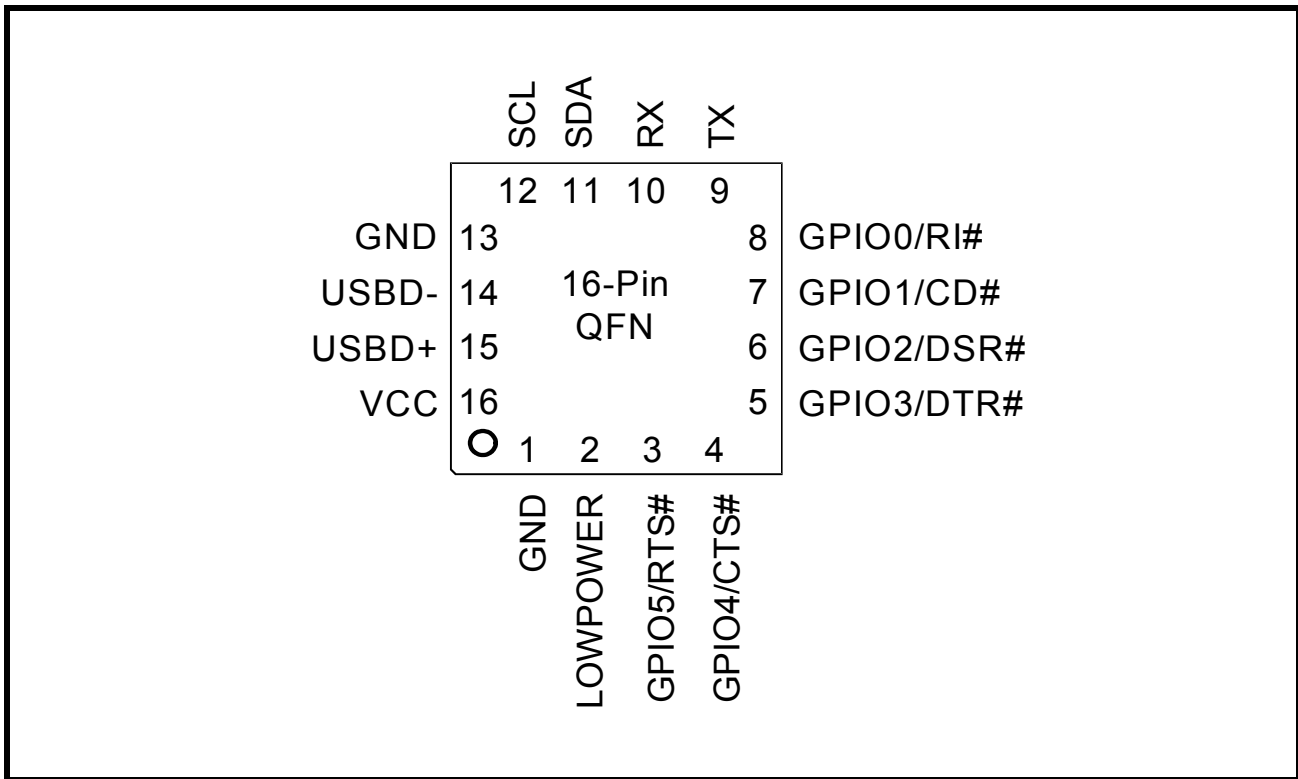 SCL
SDA
RX
TX
12 11 10 9
GND 13
8 GPIO0/RI#
USBD- 14
16-Pin
QFN
7 GPIO1/CD#
USBD+ 15
6 GPIO2/DSR#
VCC 16
5 GPIO3/DTR#
1 2 3 4
GND
LOWPOWER
GPIO5/RTS#
GPIO4/CTS#